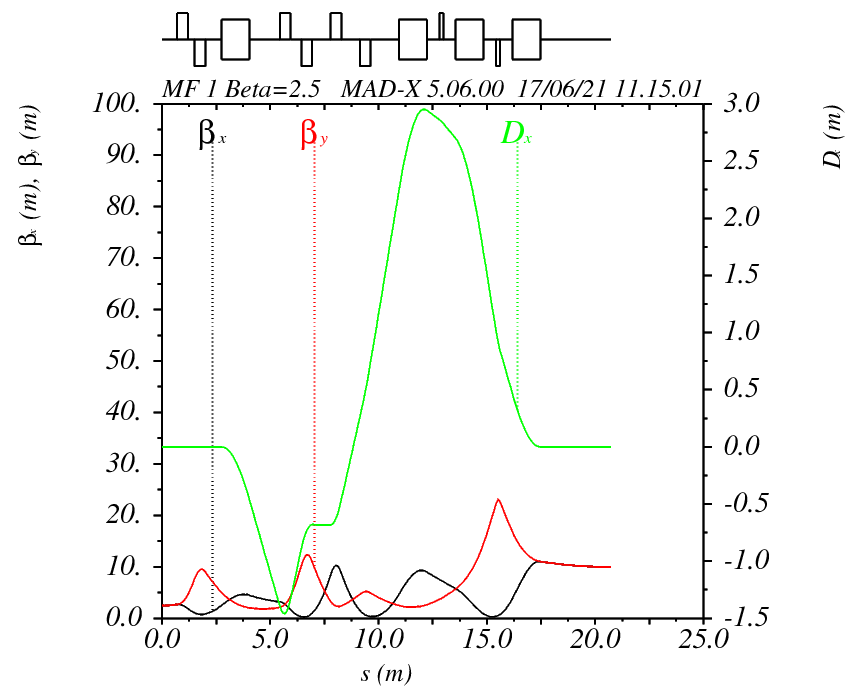 MF 1 Beta=2.5 MAD-X 5.06.00 17/06/21 11.15.01
βx (m), βy (m)
Dx (m)
βx
βy
Dx
100.
90.
80.
70.
60.
50.
40.
30.
20.
10.
0.0
3.0
2.5
2.0
1.5
1.0
0.5
0.0
-0.5
-1.0
-1.5
0.0 5.0 10.0 15.0 20.0 25.0
s (m)